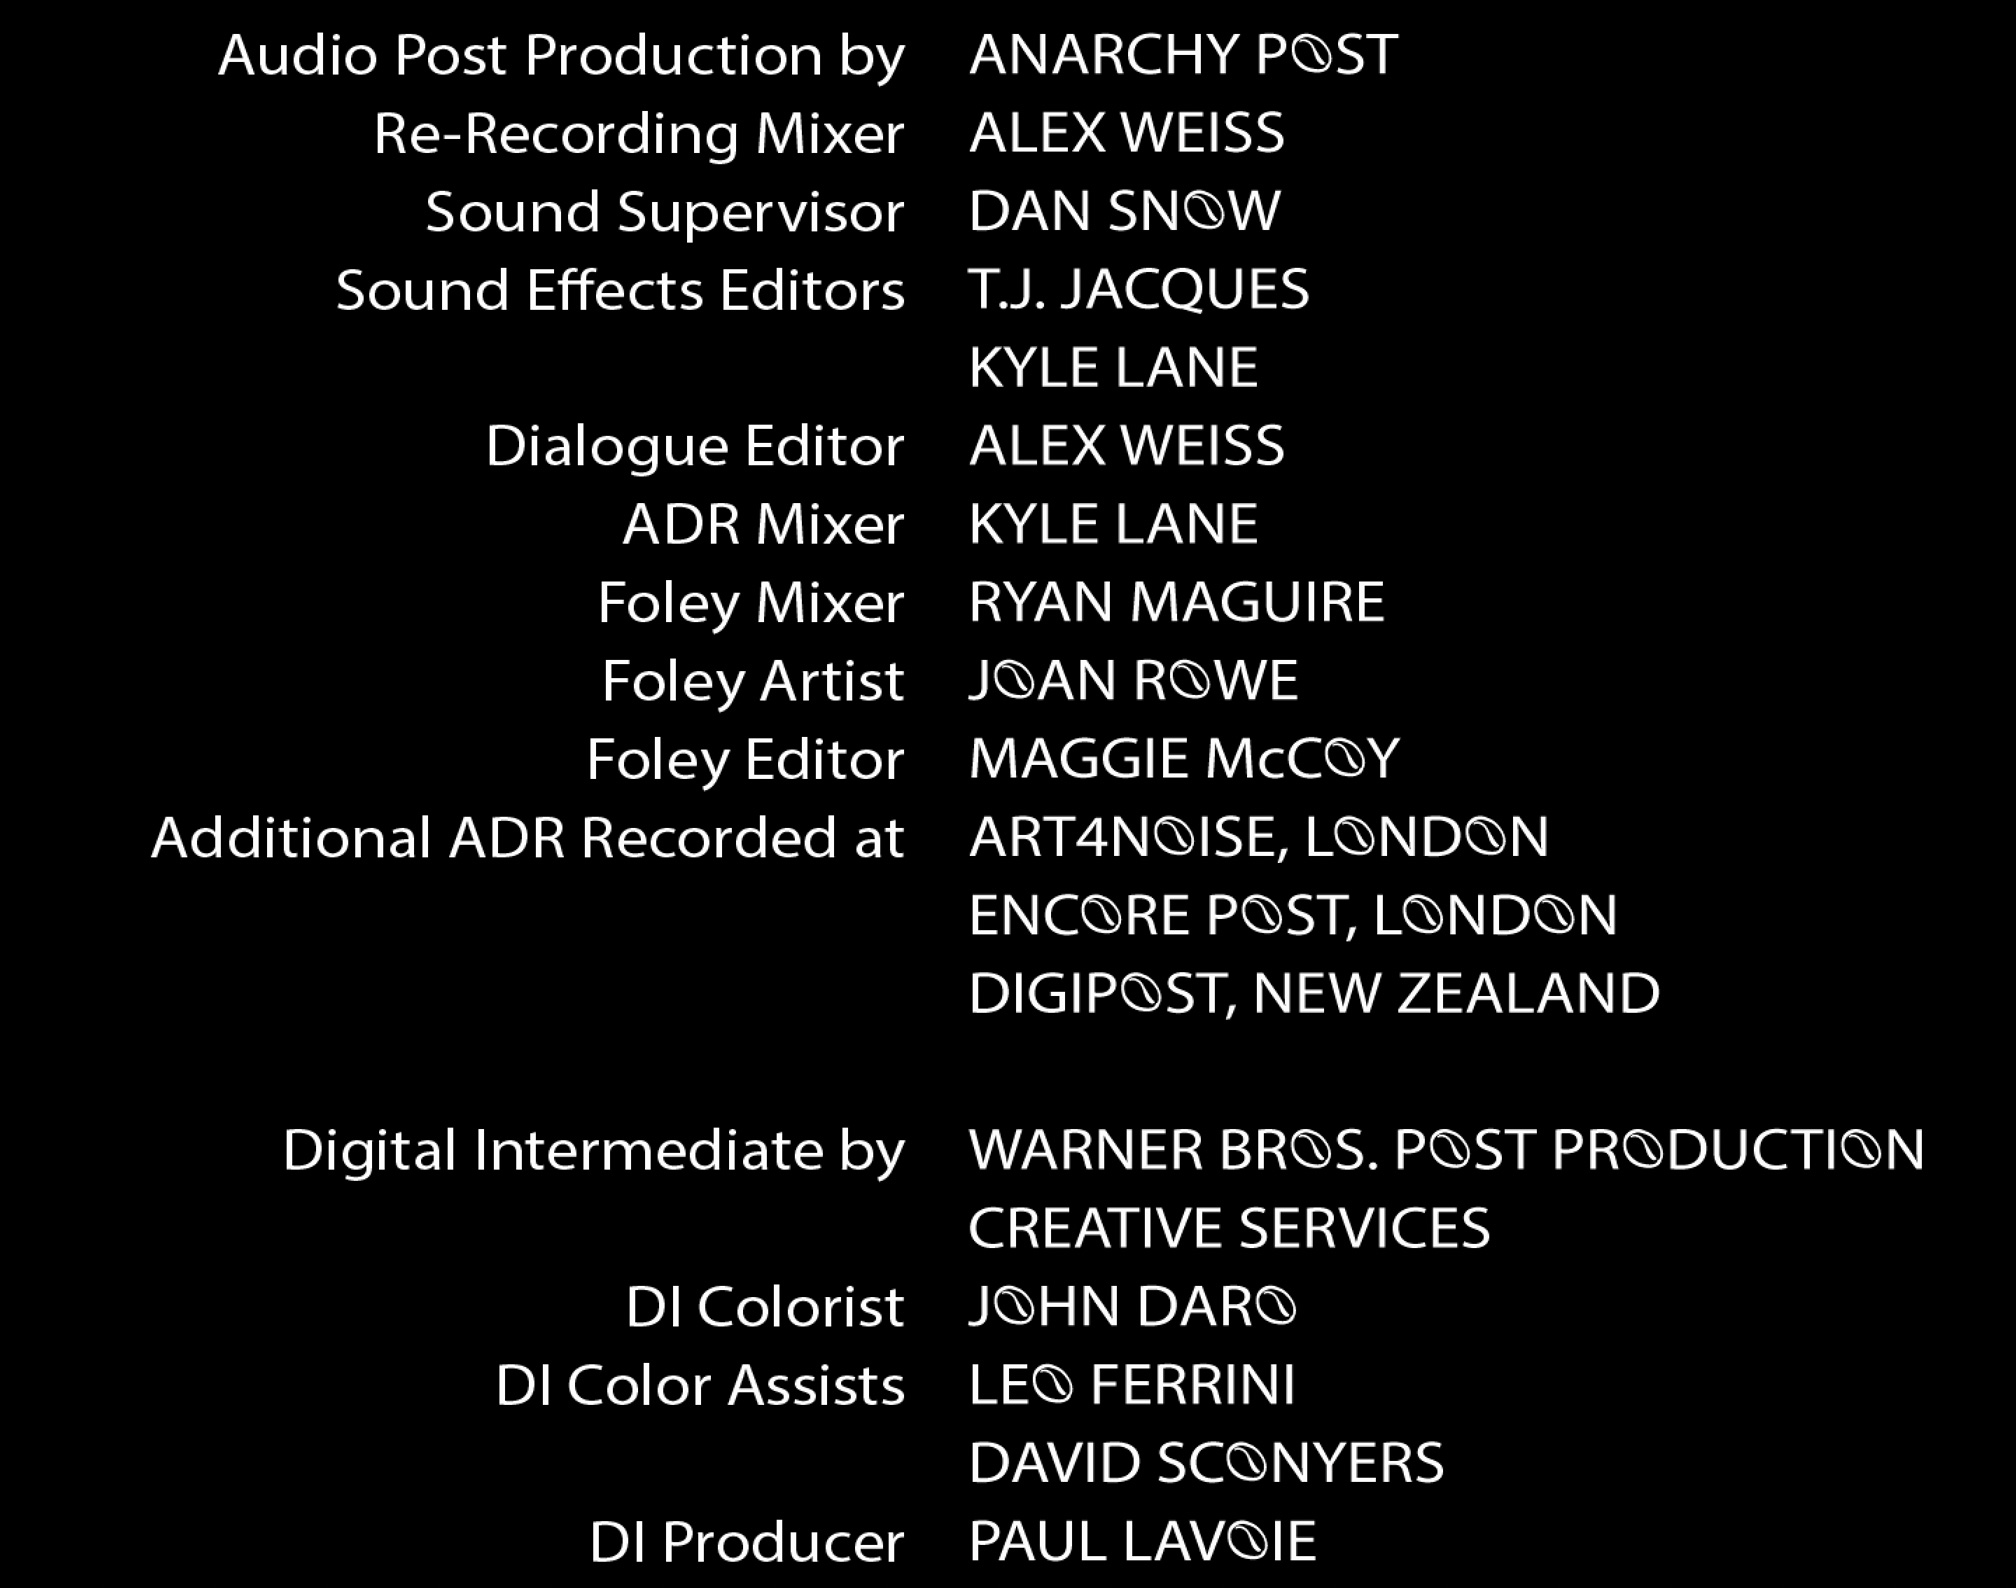 Audio Post Production by ANARCHY POST
Re-Recording Mixer ALEX WEISS
Sound Supervisor DAN SNOW
Sound Effects Editors T.J. JACQUES
KYLE LANE
Dialogue Editor ALEX WEISS
ADR Mixer KYLE LANE
Foley Mixer RYAN MAGUIRE
Foley Artist JOAN ROWE
Foley Editor MAGGIE McCOY
Additional ADR Recorded at ART4NOISE, LONDON
ENCORE POST, LONDON
DIGIPOST, NEW ZEALAND
Digital Intermediate by WARNER BROS. POST PRODUCTION
CREATIVE SERVICES
DI Colorist JOHN DARO
DI Color Assists LEO FERRINI
DAVID SCONYERS
DI Producer PAUL LAVOIE